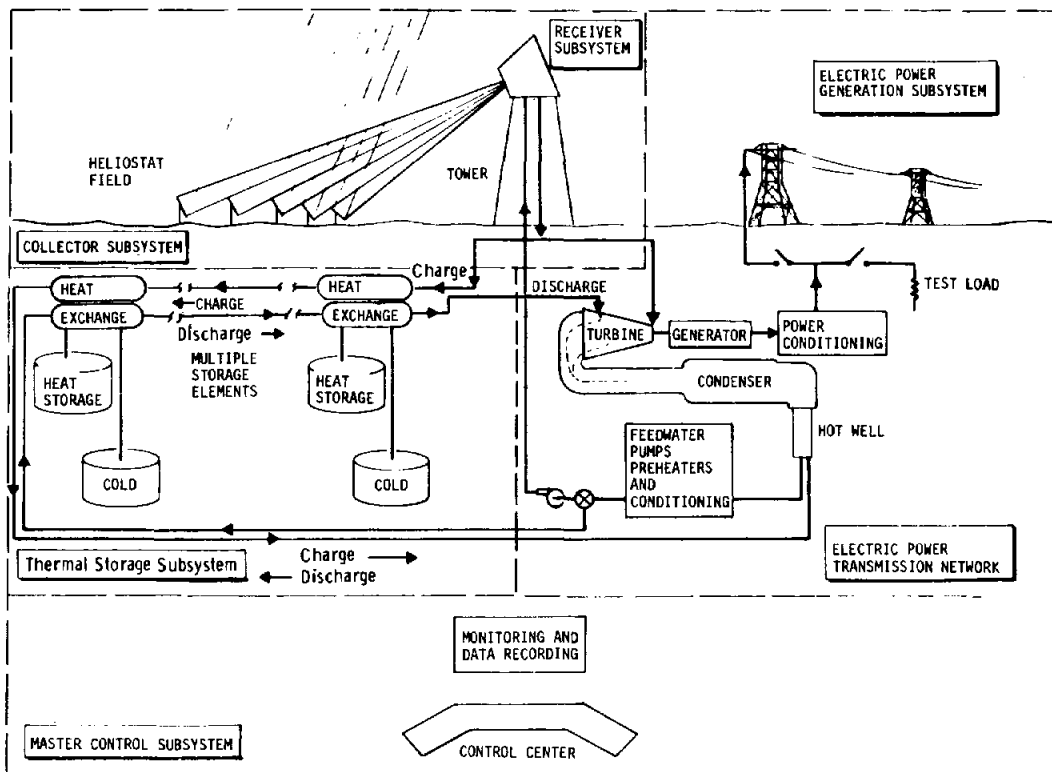 RECEIVER
SUBSYSTEM
ELECTRIC POWER
GENERATION SUBSYSTEM
HELIOSTAT
FIELD
TOWER
COLLECTOR SUBSYSTEM
Charge
HEAT
HEAT
DISCHARGE
CHARGE
EXCHANGE
EXCHANGE
Discharge
MULTIPLE
STORAGE
ELEMENTS
HEAT
STORAGE
HEAT
STORAGE
COLD
COLD
TURBINE
GENERATOR
POWER
CONDITIONING
TEST LOAD
CONDENSER
HOT WELL
FEEDWATER
PUMPS
PREHEATERS
AND
CONDITIONING
Thermal Storage Subsystem
Charge
Discharge
ELECTRIC POWER
TRANSMISSION NETWORK
MONITORING AND
DATA RECORDING
MASTER CONTROL SUBSYSTEM
CONTROL CENTER